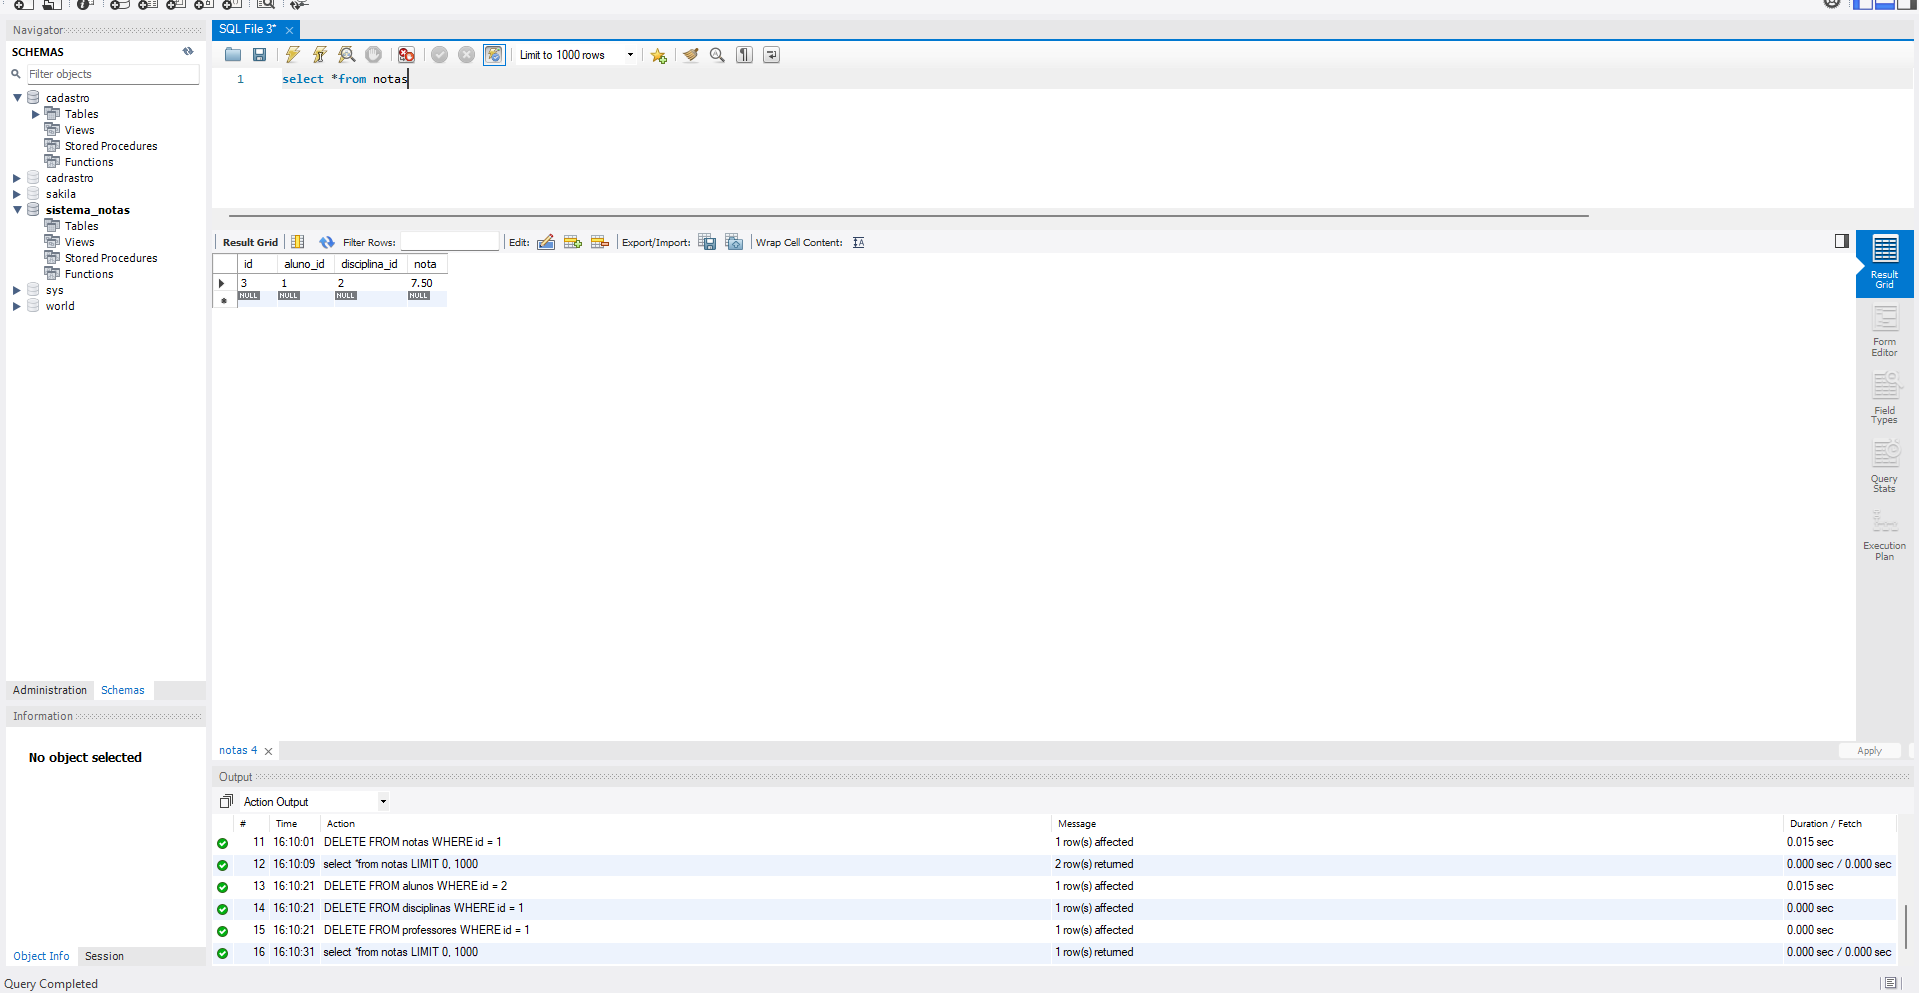 Navigator
SCHEMAS
Filter objects
cadastro
Tables
Views
Stored Procedures
Functions
cadrastro
sakila
sistema_notas
Tables
Views
Stored Procedures
Functions
sys
world
Administration Schemas
Information
No object selected
Object Info Session
Query Completed
SQL File 3*
Limit to 1000 rows
1 select *from notas
Result Grid Filter Rows: Edit: Export/Import: Wrap Cell Content:
id aluno_id disciplina_id nota
3 1 2 7.50
NULL NULL NULL NULL
Result Grid
Form Editor
Field Types
Query Stats
Execution Plan
notas 4
Apply
Output
Action Output
# Time Action Message Duration / Fetch
11 16:10:01 DELETE FROM notas WHERE id = 1 1 row(s) affected 0.015 sec
12 16:10:09 select *from notas LIMIT 0, 1000 2 row(s) returned 0.000 sec / 0.000 sec
13 16:10:21 DELETE FROM alunos WHERE id = 2 1 row(s) affected 0.015 sec
14 16:10:21 DELETE FROM disciplinas WHERE id = 1 1 row(s) affected 0.000 sec
15 16:10:21 DELETE FROM professores WHERE id = 1 1 row(s) affected 0.000 sec
16 16:10:31 select *from notas LIMIT 0, 1000 1 row(s) returned 0.000 sec / 0.000 sec